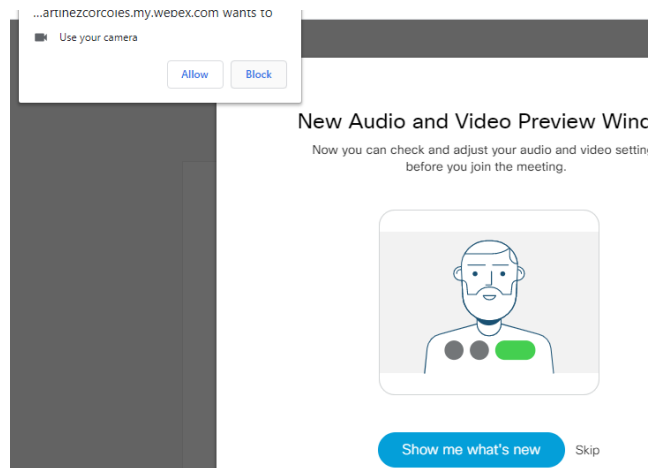 ...artinezcorcoles.my.webex.com wants to
Use your camera
Allow
Block
New Audio and Video Preview Wind
Now you can check and adjust your audio and video setting
before you join the meeting.
Show me what's new
Skip